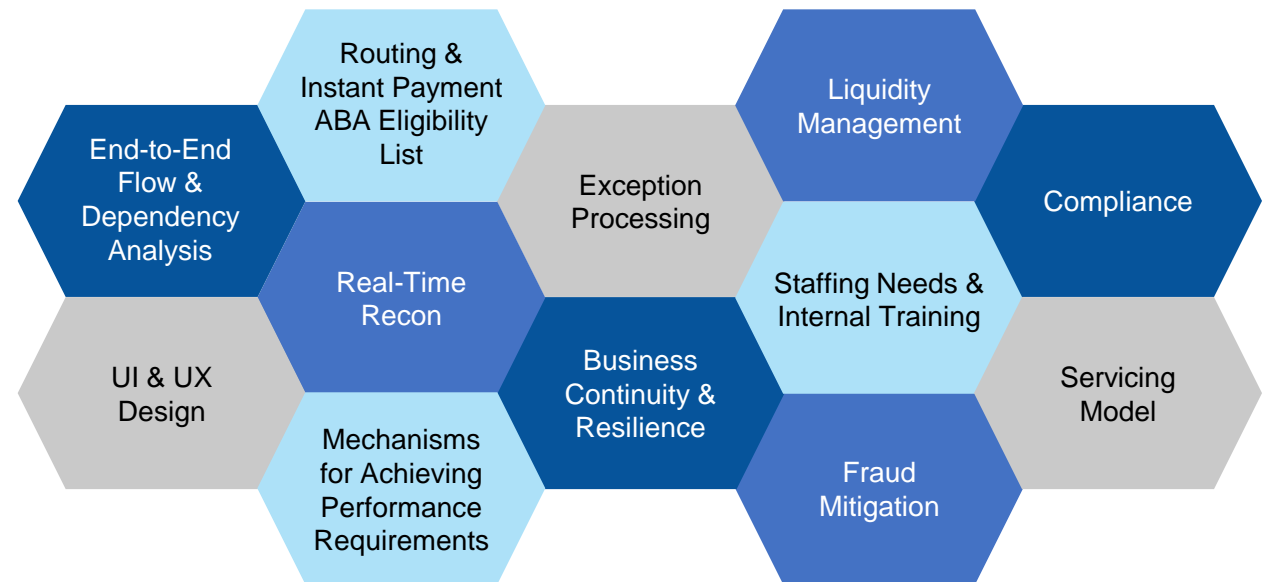 Routing &
Instant Payment
ABA Eligibility
List
Liquidity
Management
End-to-End
Flow &
Dependency
Analysis
Exception
Processing
Compliance
Real-Time
Recon
Staffing Needs &
Internal Training
UI & UX
Design
Business
Continuity &
Resilience
Servicing
Model
Mechanisms
for Achieving
Performance
Requirements
Fraud
Mitigation